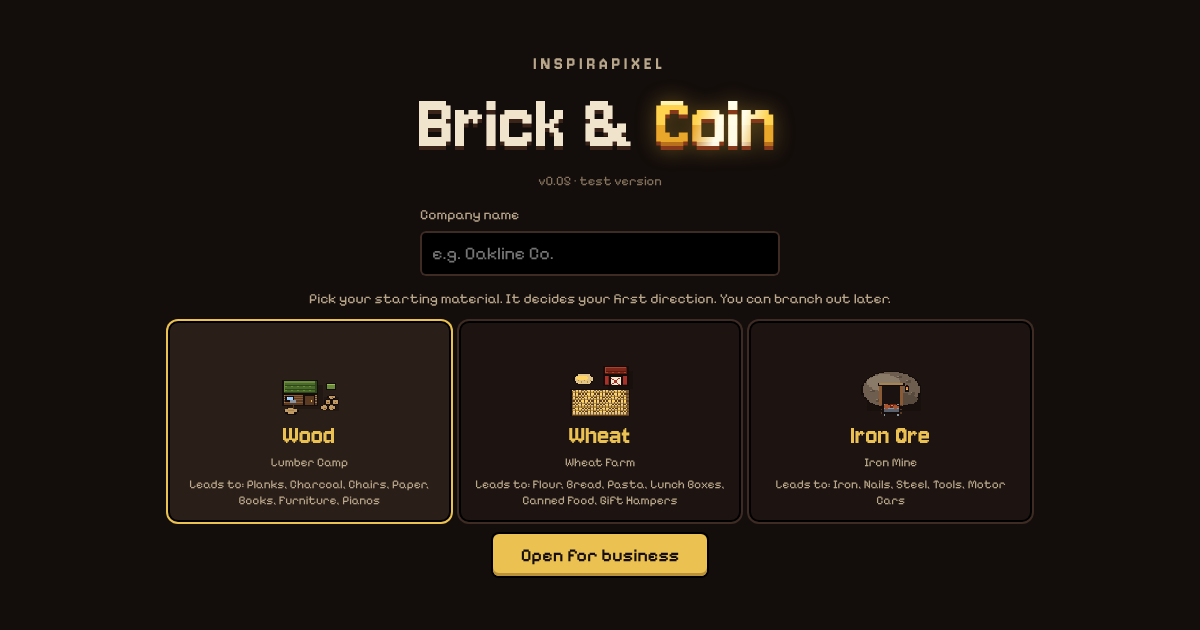 INSPIRAPIXEL
Brick & Coin
v0.08 · test version
Company name
e.g. Oakline Co.
Pick your starting material. It decides your first direction. You can branch out later.
Wood
Lumber Camp
Leads to: Planks, Charcoal, Chairs, Paper,
Books, Furniture, Pianos
Wheat
Wheat Farm
Leads to: Flour, Bread, Pasta, Lunch Boxes,
Canned Food, Gift Hampers
Iron Ore
Iron Mine
Leads to: Iron, Nails, Steel, Tools, Motor
Cars
Open for business